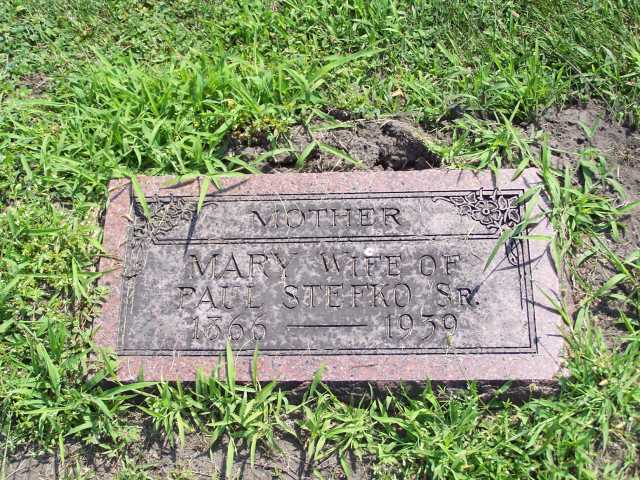 MOTHER
MARY WIFE OF
PAUL STEFKO SR.
1866 — 1939